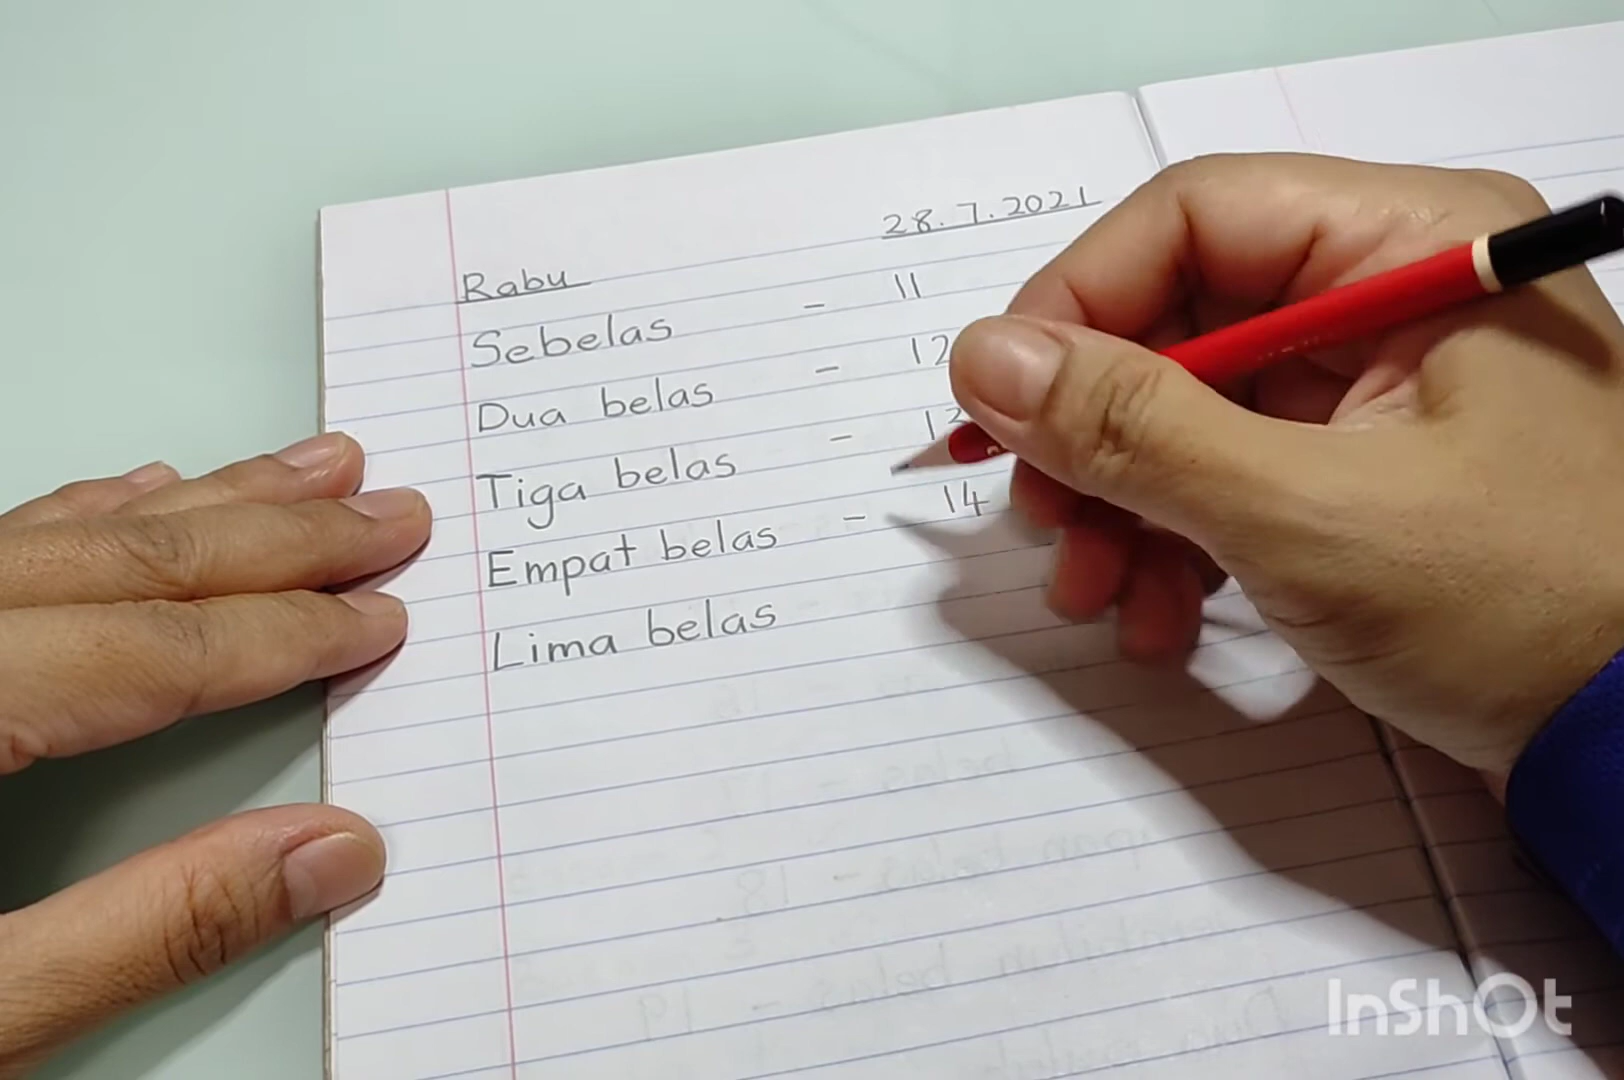 28.7.2021
Rabu
Sebelas - 11
Dua belas - 12
Tiga belas - 13
Empat belas - 14
Lima belas
InShOt